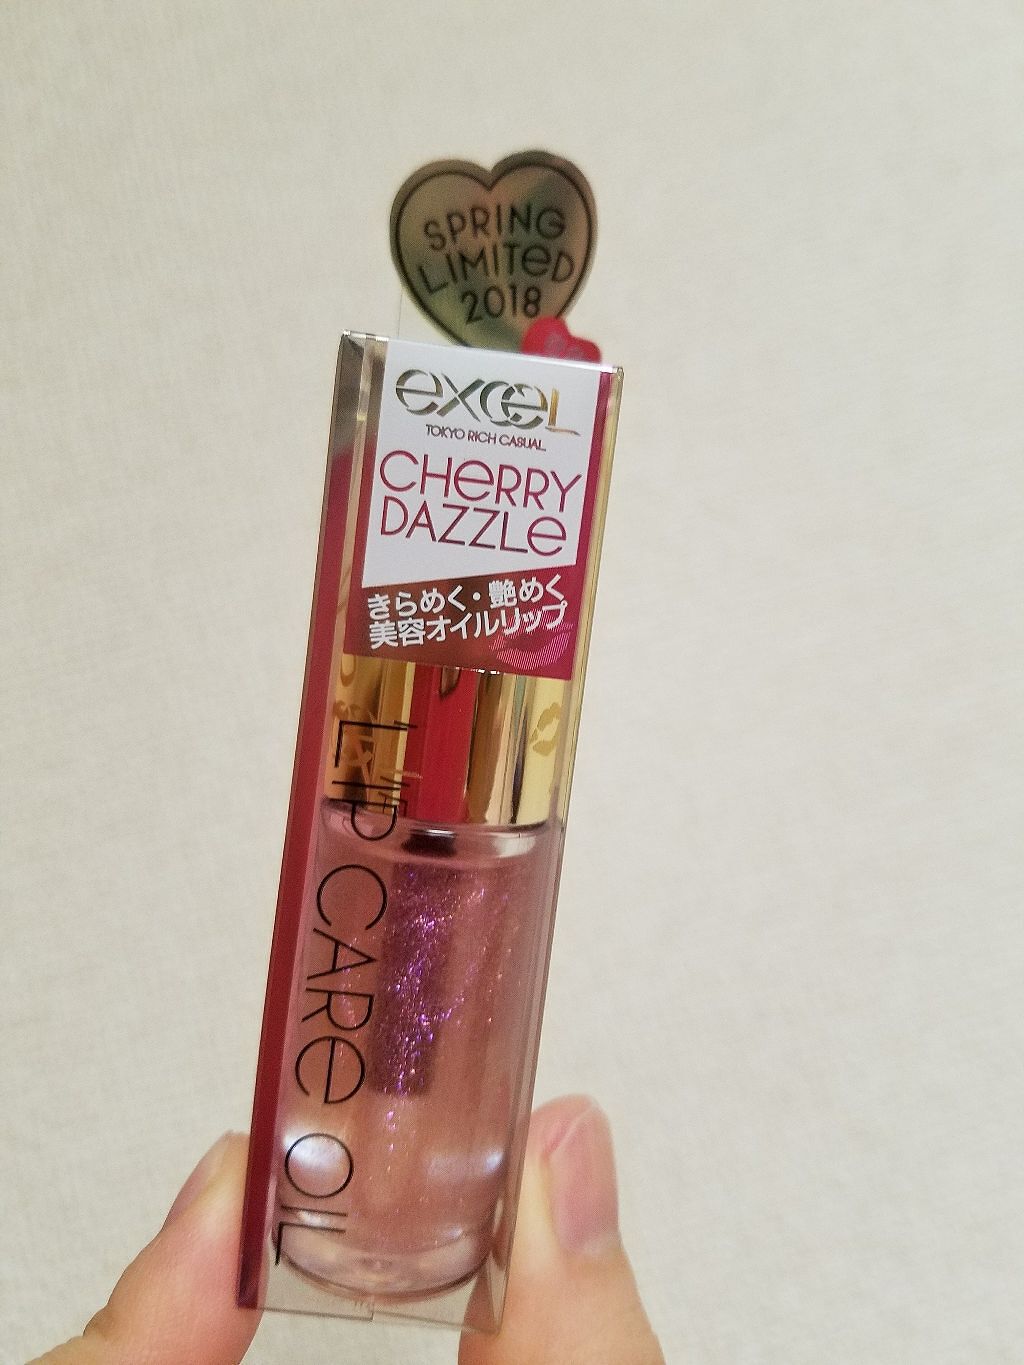 SPRING
LIMITeD
2018
exceL
TOKYO RICH CASUAL
CHeRRY
DAZZLe
きらめく・艶めく
美容オイルリップ
LIP CARe OIL